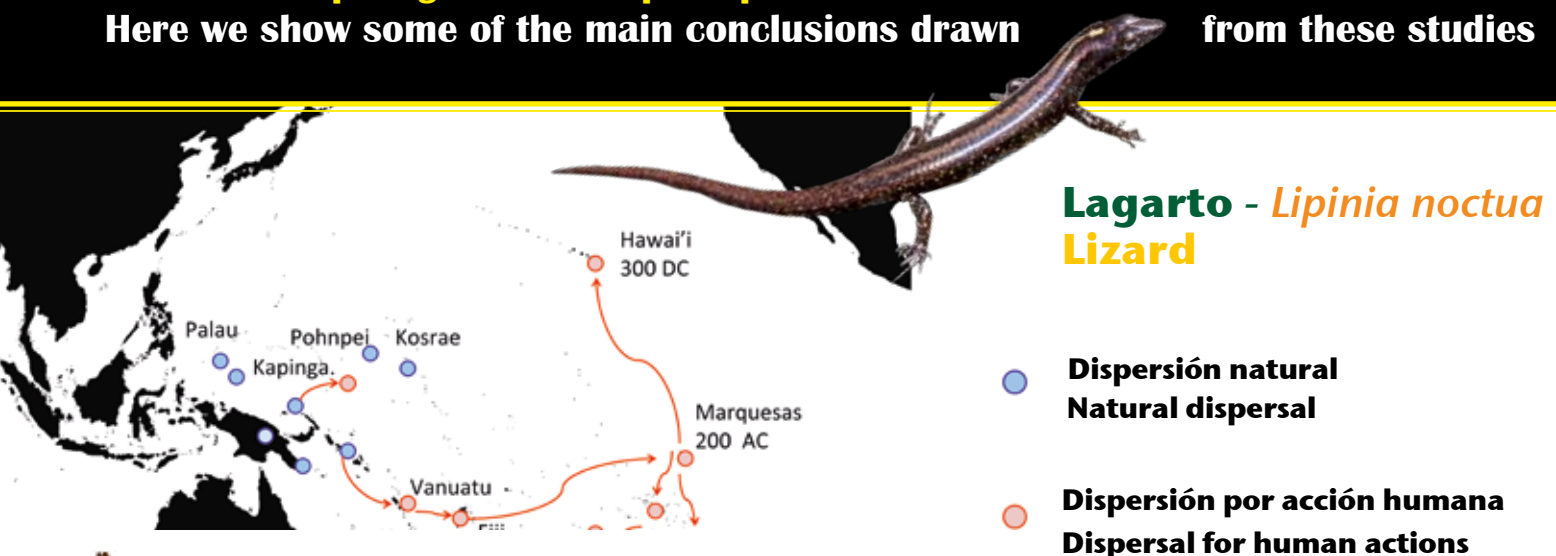 Here we show some of the main conclusions drawn from these studies
Lagarto - Lipinia noctua
Lizard
Hawai'i
300 DC
Palau
Pohnpei
Kosrae
Kapinga.
Dispersión natural
Natural dispersal
Marquesas
200 AC
Vanuatu
Dispersión por acción humana
Dispersal for human actions